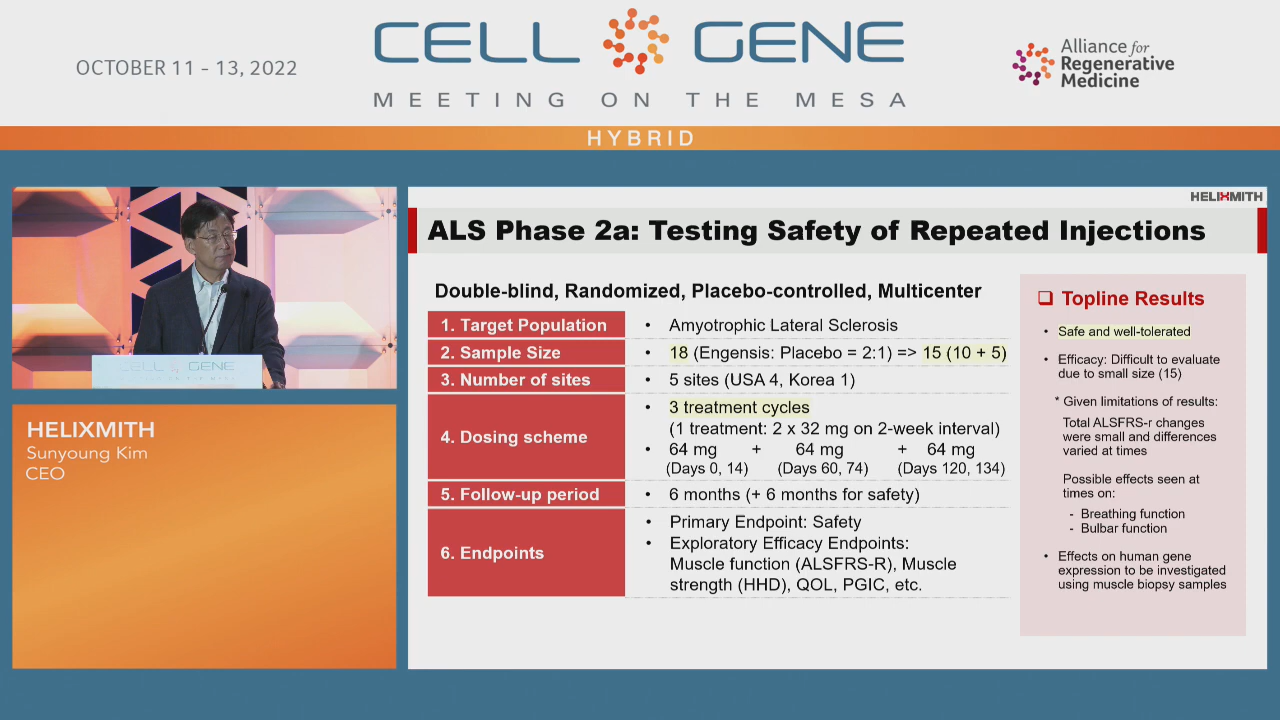 OCTOBER 11 - 13, 2022
CELL GENE
MEETING ON THE MESA
Alliance for
Regenerative
Medicine
HYBRID
CELL GENE
HELIXMITH
Sunyoung Kim
CEO
HELIXMITH
ALS Phase 2a: Testing Safety of Repeated Injections
Double-blind, Randomized, Placebo-controlled, Multicenter
1. Target Population
• Amyotrophic Lateral Sclerosis
2. Sample Size
• 18 (Engensis: Placebo = 2:1) => 15 (10 + 5)
3. Number of sites
• 5 sites (USA 4, Korea 1)
4. Dosing scheme
• 3 treatment cycles
(1 treatment: 2 x 32 mg on 2-week interval)
• 64 mg + 64 mg + 64 mg
(Days 0, 14) (Days 60, 74) (Days 120, 134)
5. Follow-up period
• 6 months (+ 6 months for safety)
6. Endpoints
• Primary Endpoint: Safety
• Exploratory Efficacy Endpoints:
Muscle function (ALSFRS-R), Muscle
strength (HHD), QOL, PGIC, etc.
❑ Topline Results
• Safe and well-tolerated
• Efficacy: Difficult to evaluate
due to small size (15)
* Given limitations of results:
Total ALSFRS-r changes
were small and differences
varied at times
Possible effects seen at
times on:
- Breathing function
- Bulbar function
• Effects on human gene
expression to be investigated
using muscle biopsy samples